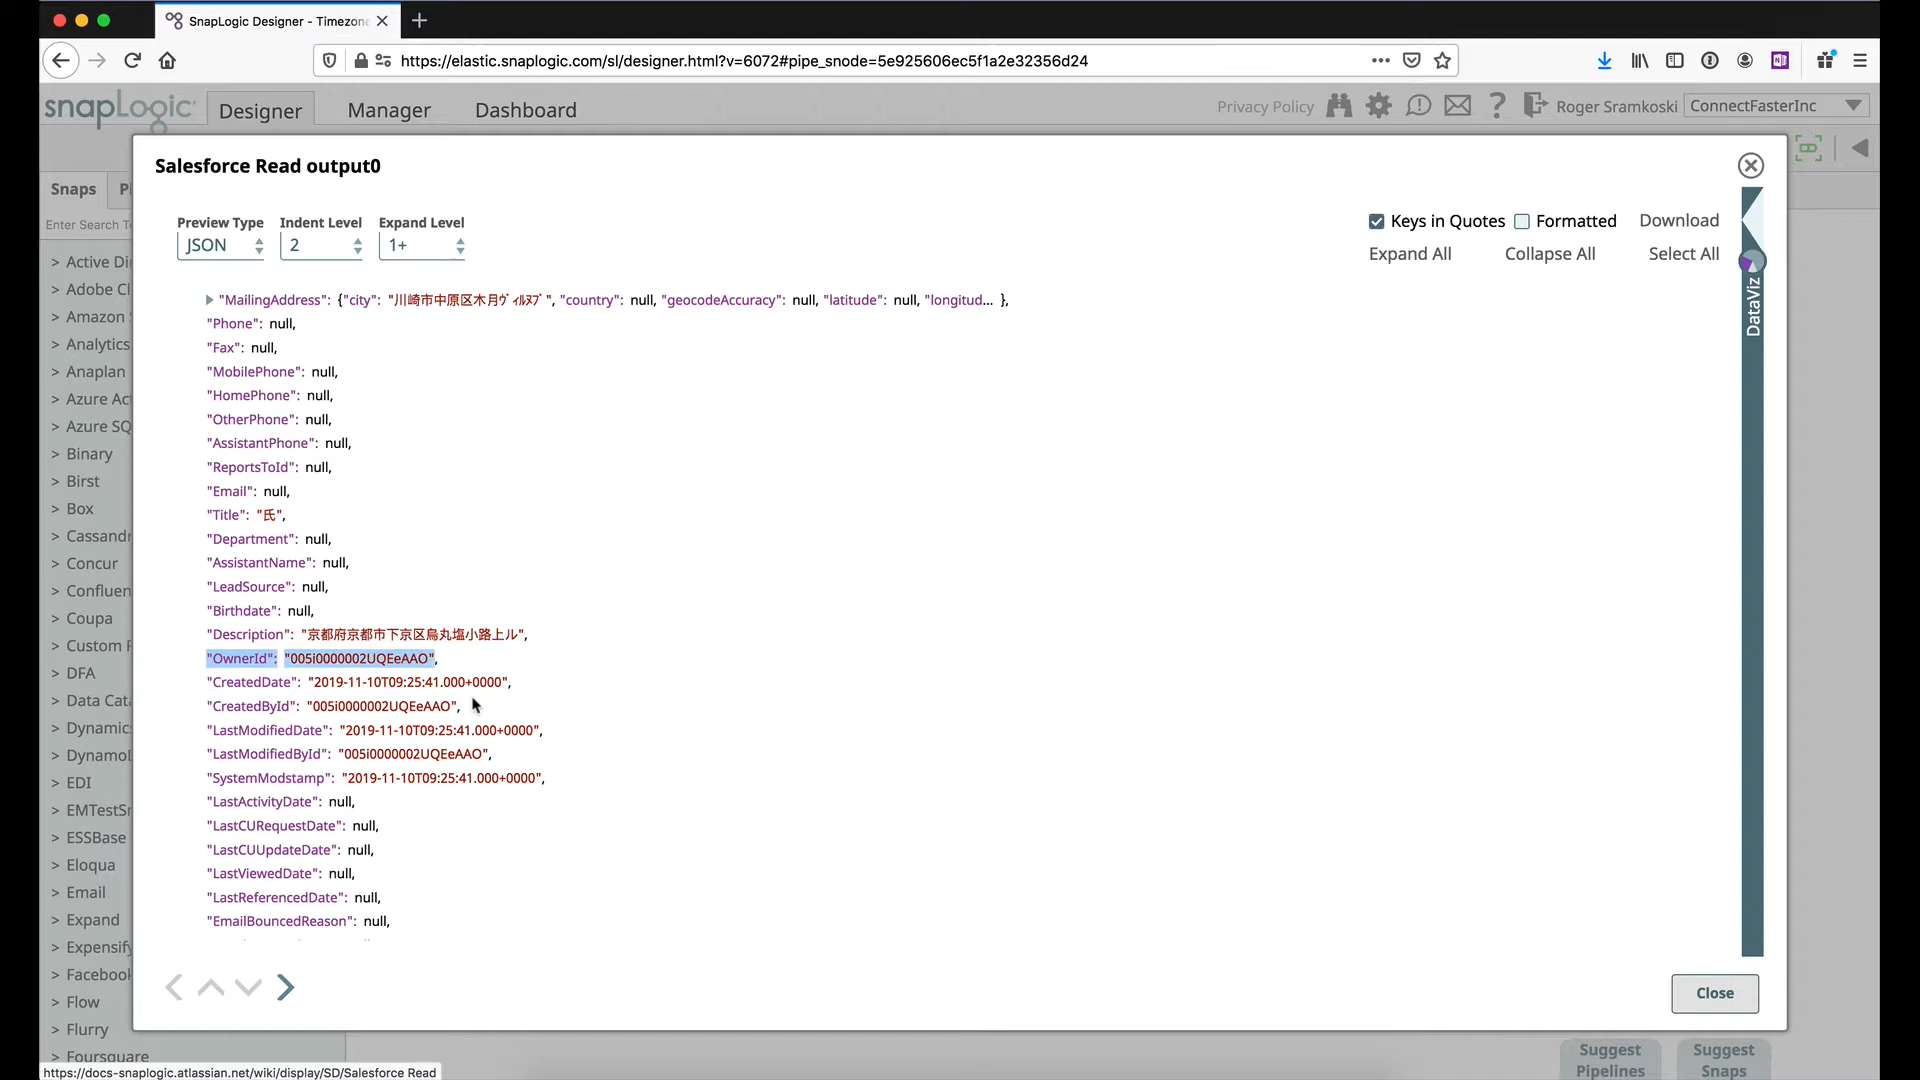 SnapLogic Designer - Timezone
https://elastic.snaplogic.com/sl/designer.html?v=6072#pipe_snode=5e925606ec5f1a2e32356d24
snapLogic Designer Manager Dashboard Privacy Policy Roger Sramkoski ConnectFasterInc
Salesforce Read output0
Snaps
Enter Search
Preview Type Indent Level Expand Level
JSON 2 1+
Keys in Quotes Formatted Download
Expand All Collapse All Select All
DataViz
"MailingAddress": {"city": "川崎市中原区木月ヴィルヌブ", "country": null, "geocodeAccuracy": null, "latitude": null, "longitud... },
"Phone": null,
"Fax": null,
"MobilePhone": null,
"HomePhone": null,
"OtherPhone": null,
"AssistantPhone": null,
"ReportsToId": null,
"Email": null,
"Title": "氏",
"Department": null,
"AssistantName": null,
"LeadSource": null,
"Birthdate": null,
"Description": "京都府京都市下京区烏丸塩小路上ル",
"OwnerId": "005i0000002UQEeAAO",
"CreatedDate": "2019-11-10T09:25:41.000+0000",
"CreatedById": "005i0000002UQEeAAO",
"LastModifiedDate": "2019-11-10T09:25:41.000+0000",
"LastModifiedById": "005i0000002UQEeAAO",
"SystemModstamp": "2019-11-10T09:25:41.000+0000",
"LastActivityDate": null,
"LastCURequestDate": null,
"LastCUUpdateDate": null,
"LastViewedDate": null,
"LastReferencedDate": null,
"EmailBouncedReason": null,
> Active Di
> Adobe Cl
> Amazon
> Analytics
> Anaplan
> Azure Ac
> Azure SQ
> Binary
> Birst
> Box
> Cassandr
> Concur
> Confluen
> Coupa
> Custom
> DFA
> Data Cat
> Dynamic
> Dynamo
> EDI
> EMTestSn
> ESSBase
> Eloqua
> Email
> Expand
> Expensify
> Facebook
> Flow
> Flurry
> Foursquare
Close
Suggest Pipelines
Suggest Snaps
https://docs-snaplogic.atlassian.net/wiki/display/SD/Salesforce Read